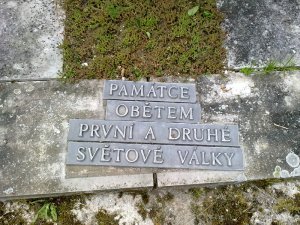 PAMÁTCE
OBĚTEM
PRVNÍ A DRUHÉ
SVĚTOVÉ VÁLKY